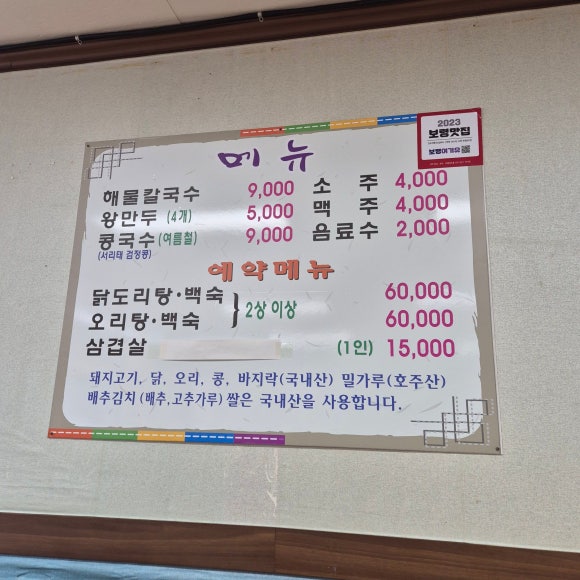 2023
보령맛집
보령여기유
메뉴
해물칼국수 9,000
왕만두 (4개) 5,000
콩국수 (여름철) 9,000
(서리태 검정콩)
소 주 4,000
맥 주 4,000
음료수 2,000
예약메뉴
닭도리탕·백숙 60,000
오리탕·백숙 60,000
} 2상 이상
삼겹살 (1인) 15,000
돼지고기, 닭, 오리, 콩, 바지락(국내산) 밀가루(호주산)
배추김치 (배추,고추가루) 쌀은 국내산을 사용합니다.